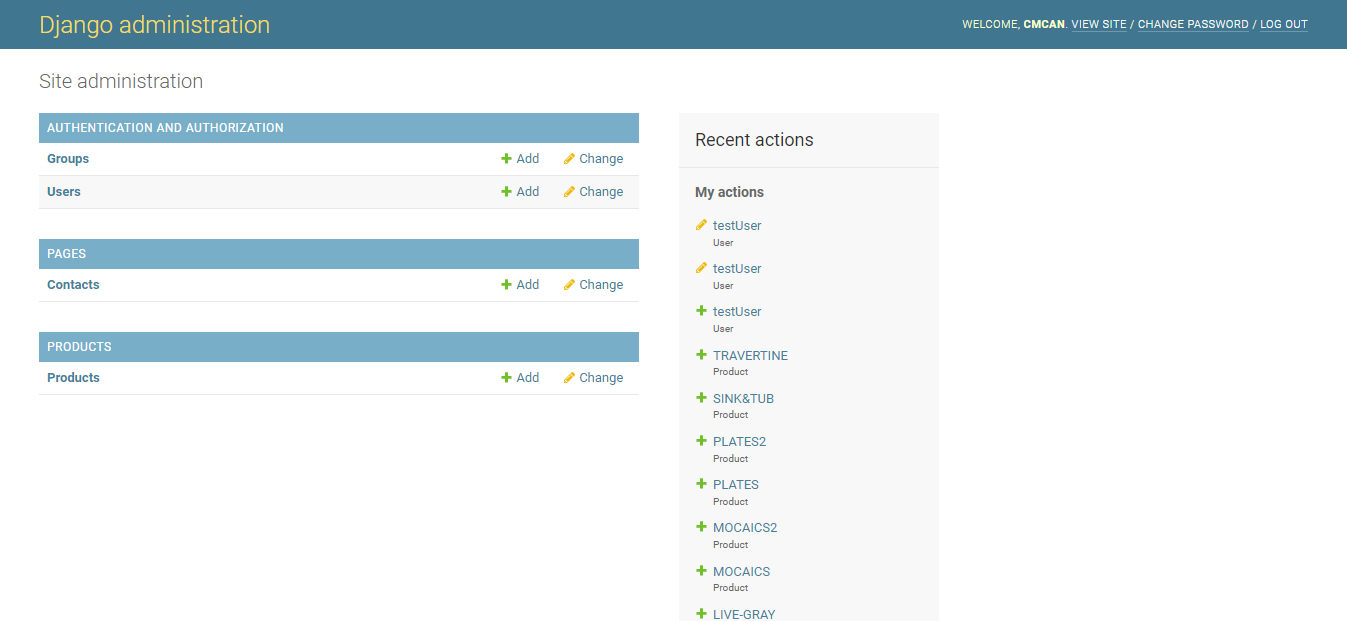 Django administration
WELCOME, CMCAN. VIEW SITE / CHANGE PASSWORD / LOG OUT
Site administration
AUTHENTICATION AND AUTHORIZATION
Groups Add Change
Users Add Change
PAGES
Contacts Add Change
PRODUCTS
Products Add Change
Recent actions
My actions
testUser
User
testUser
User
testUser
User
TRAVERTINE
Product
SINK&TUB
Product
PLATES2
Product
PLATES
Product
MOCAICS2
Product
MOCAICS
Product
LIVE-GRAY